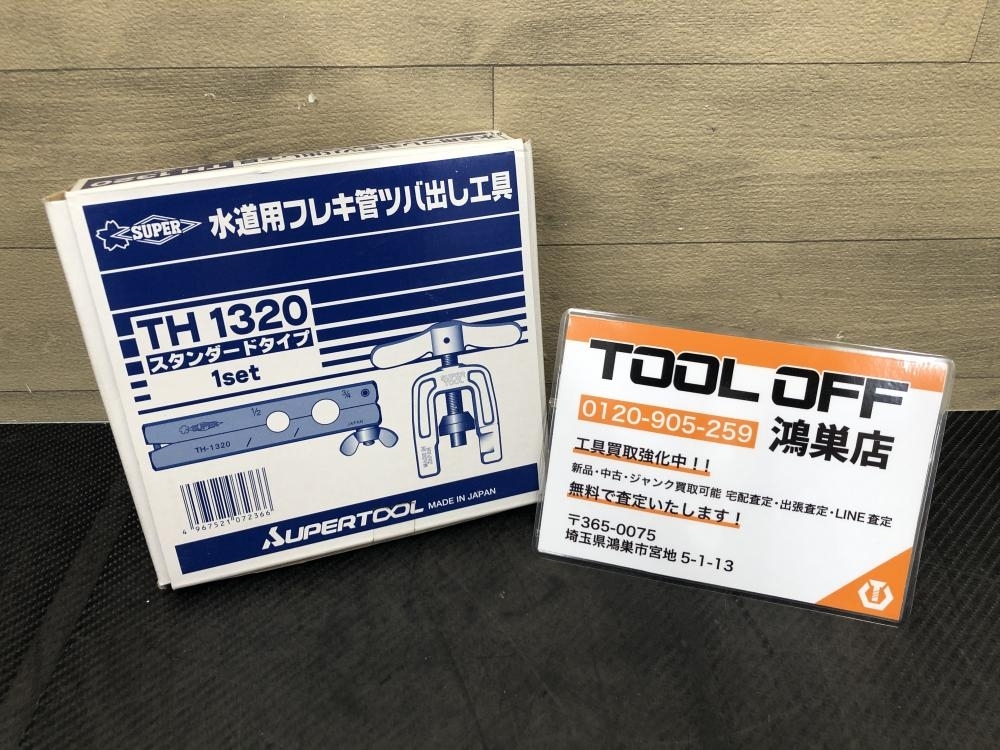 TH 1320
SUPER
水道用フレキ管ツバ出し工具
TH 1320
スタンダードタイプ
1set
1/2
3/4
SUPER
TH-1320
JAPAN
SUPER TOOL
4 967521 072366
SUPERTOOL MADE IN JAPAN
TOOL OFF
0120-905-259 鴻巣店
工具買取強化中！！
新品・中古・ジャンク買取可能 宅配査定・出張査定・LINE査定
無料で査定いたします！
〒365-0075
埼玉県鴻巣市宮地 5-1-13